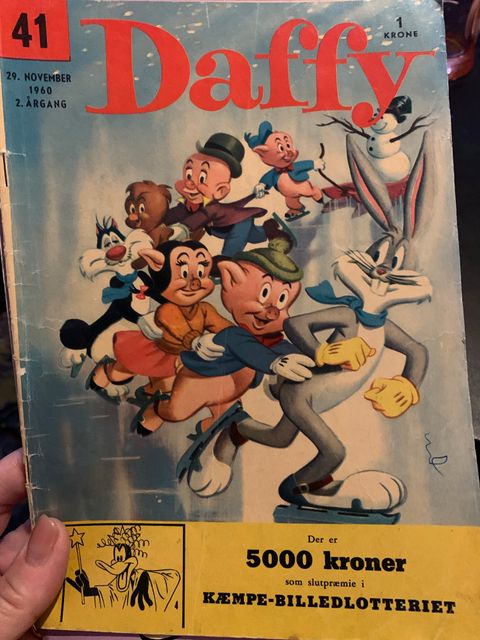 41
Daffy
1
KRONE
29. NOVEMBER
1960
2. ÅRGANG
Der er
5000 kroner
som slutpræmie i
KÆMPE-BILLEDLOTTERIET